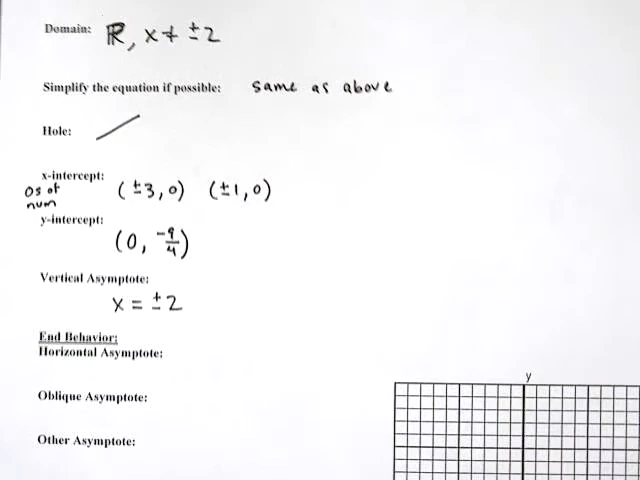 Domain: ℝ, x ≠ ±2
Simplify the equation if possible: same as above
Hole:
x-intercept: (±3, 0) (±1, 0)
0s of
num
y-intercept:
(0, -9/4)
Vertical Asymptote:
x = ±2
End Behavior:
Horizontal Asymptote:
Oblique Asymptote:
Other Asymptote:
y